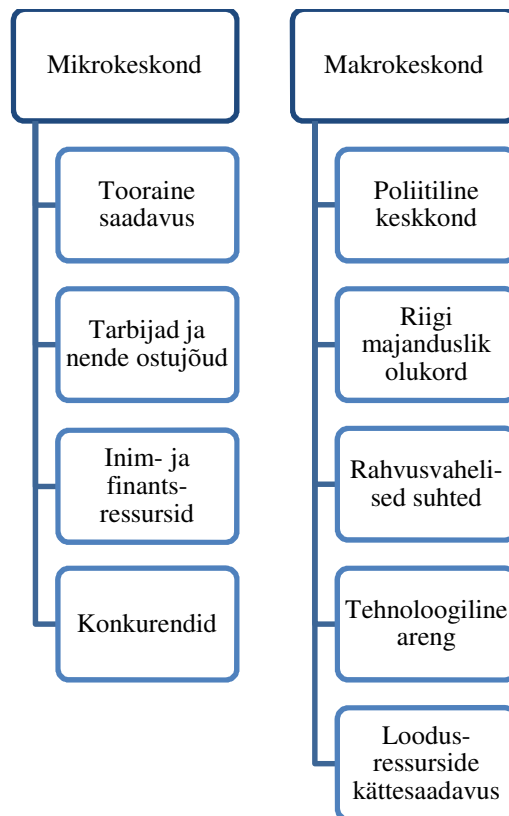 Mikrokeskond
Tooraine
saadavus
Tarbijad ja
nende ostujõud
Inim- ja
finants-
ressursid
Konkurendid
Makrokeskond
Poliitiline
keskkond
Riigi
majanduslik
olukord
Rahvusvaheli-
sed suhted
Tehnoloogiline
areng
Loodus-
ressurside
kättesaadavus